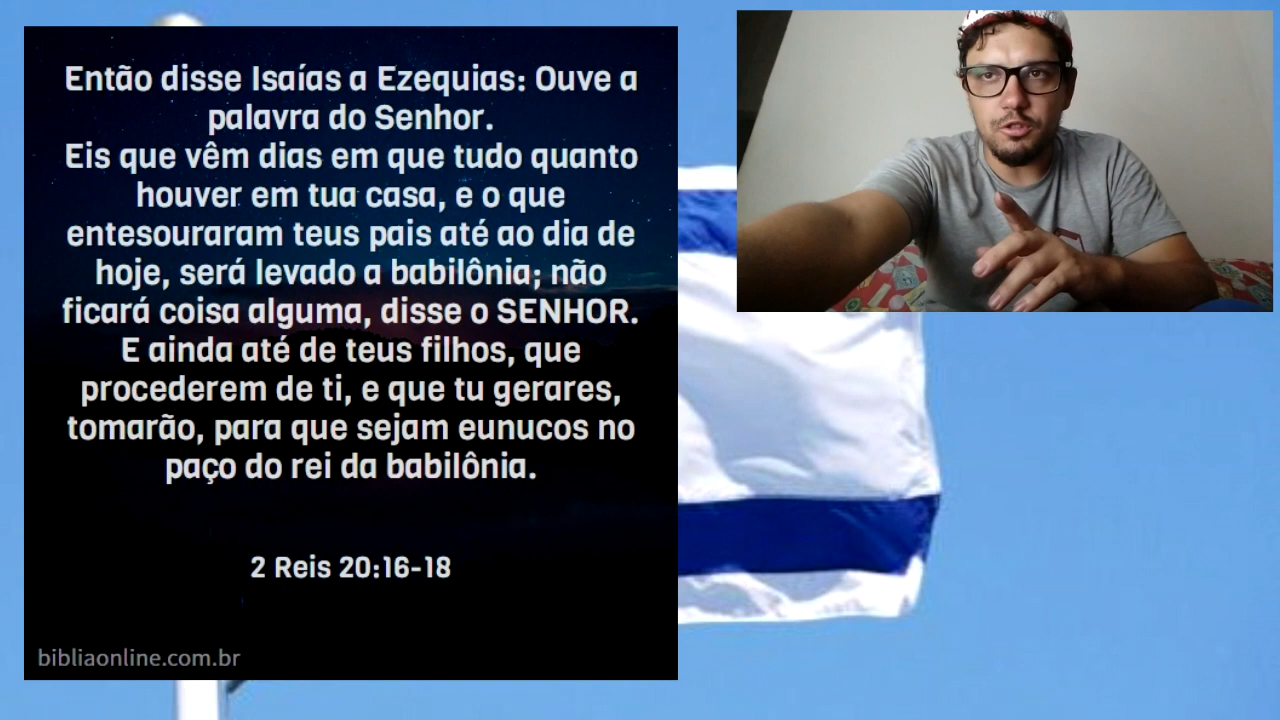 Então disse Isaías a Ezequias: Ouve a
palavra do Senhor.
Eis que vêm dias em que tudo quanto
houver em tua casa, e o que
entesouraram teus pais até ao dia de
hoje, será levado a babilônia; não
ficará coisa alguma, disse o SENHOR.
E ainda até de teus filhos, que
procederem de ti, e que tu gerares,
tomarão, para que sejam eunucos no
paço do rei da babilônia.
2 Reis 20:16-18
bibliaonline.com.br